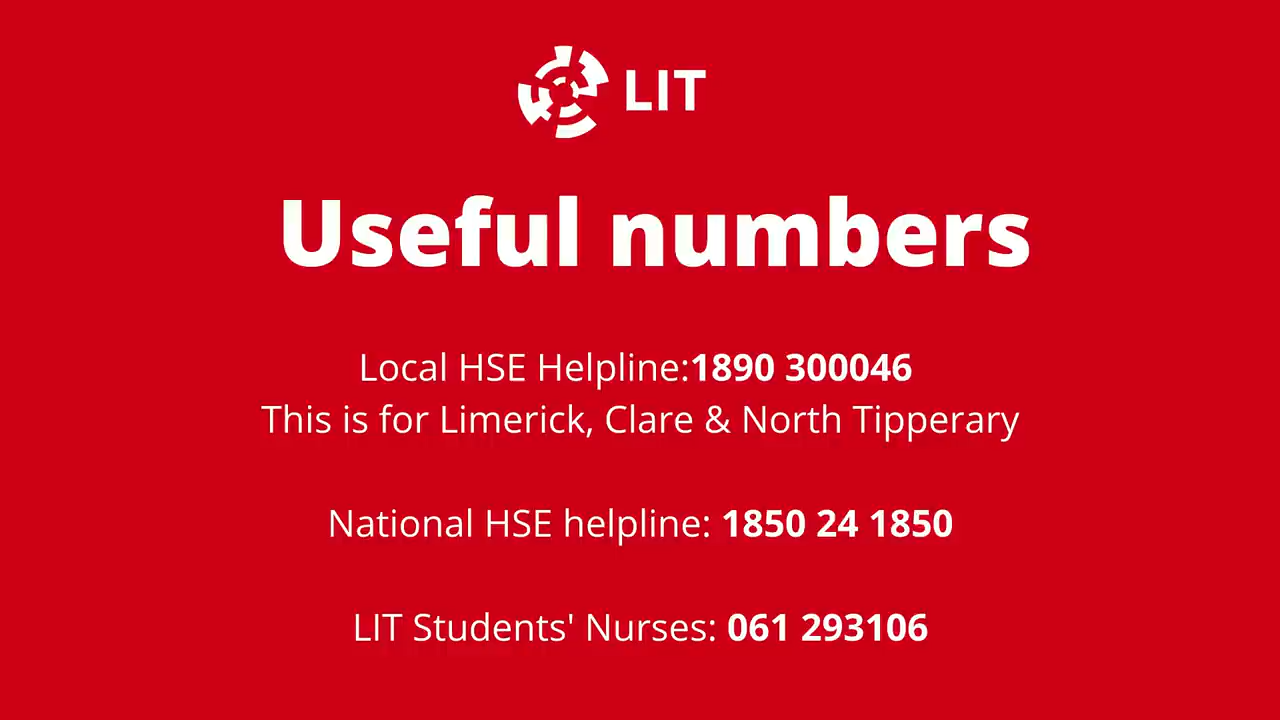 LIT
Useful numbers
Local HSE Helpline:1890 300046
This is for Limerick, Clare & North Tipperary
National HSE helpline: 1850 24 1850
LIT Students' Nurses: 061 293106